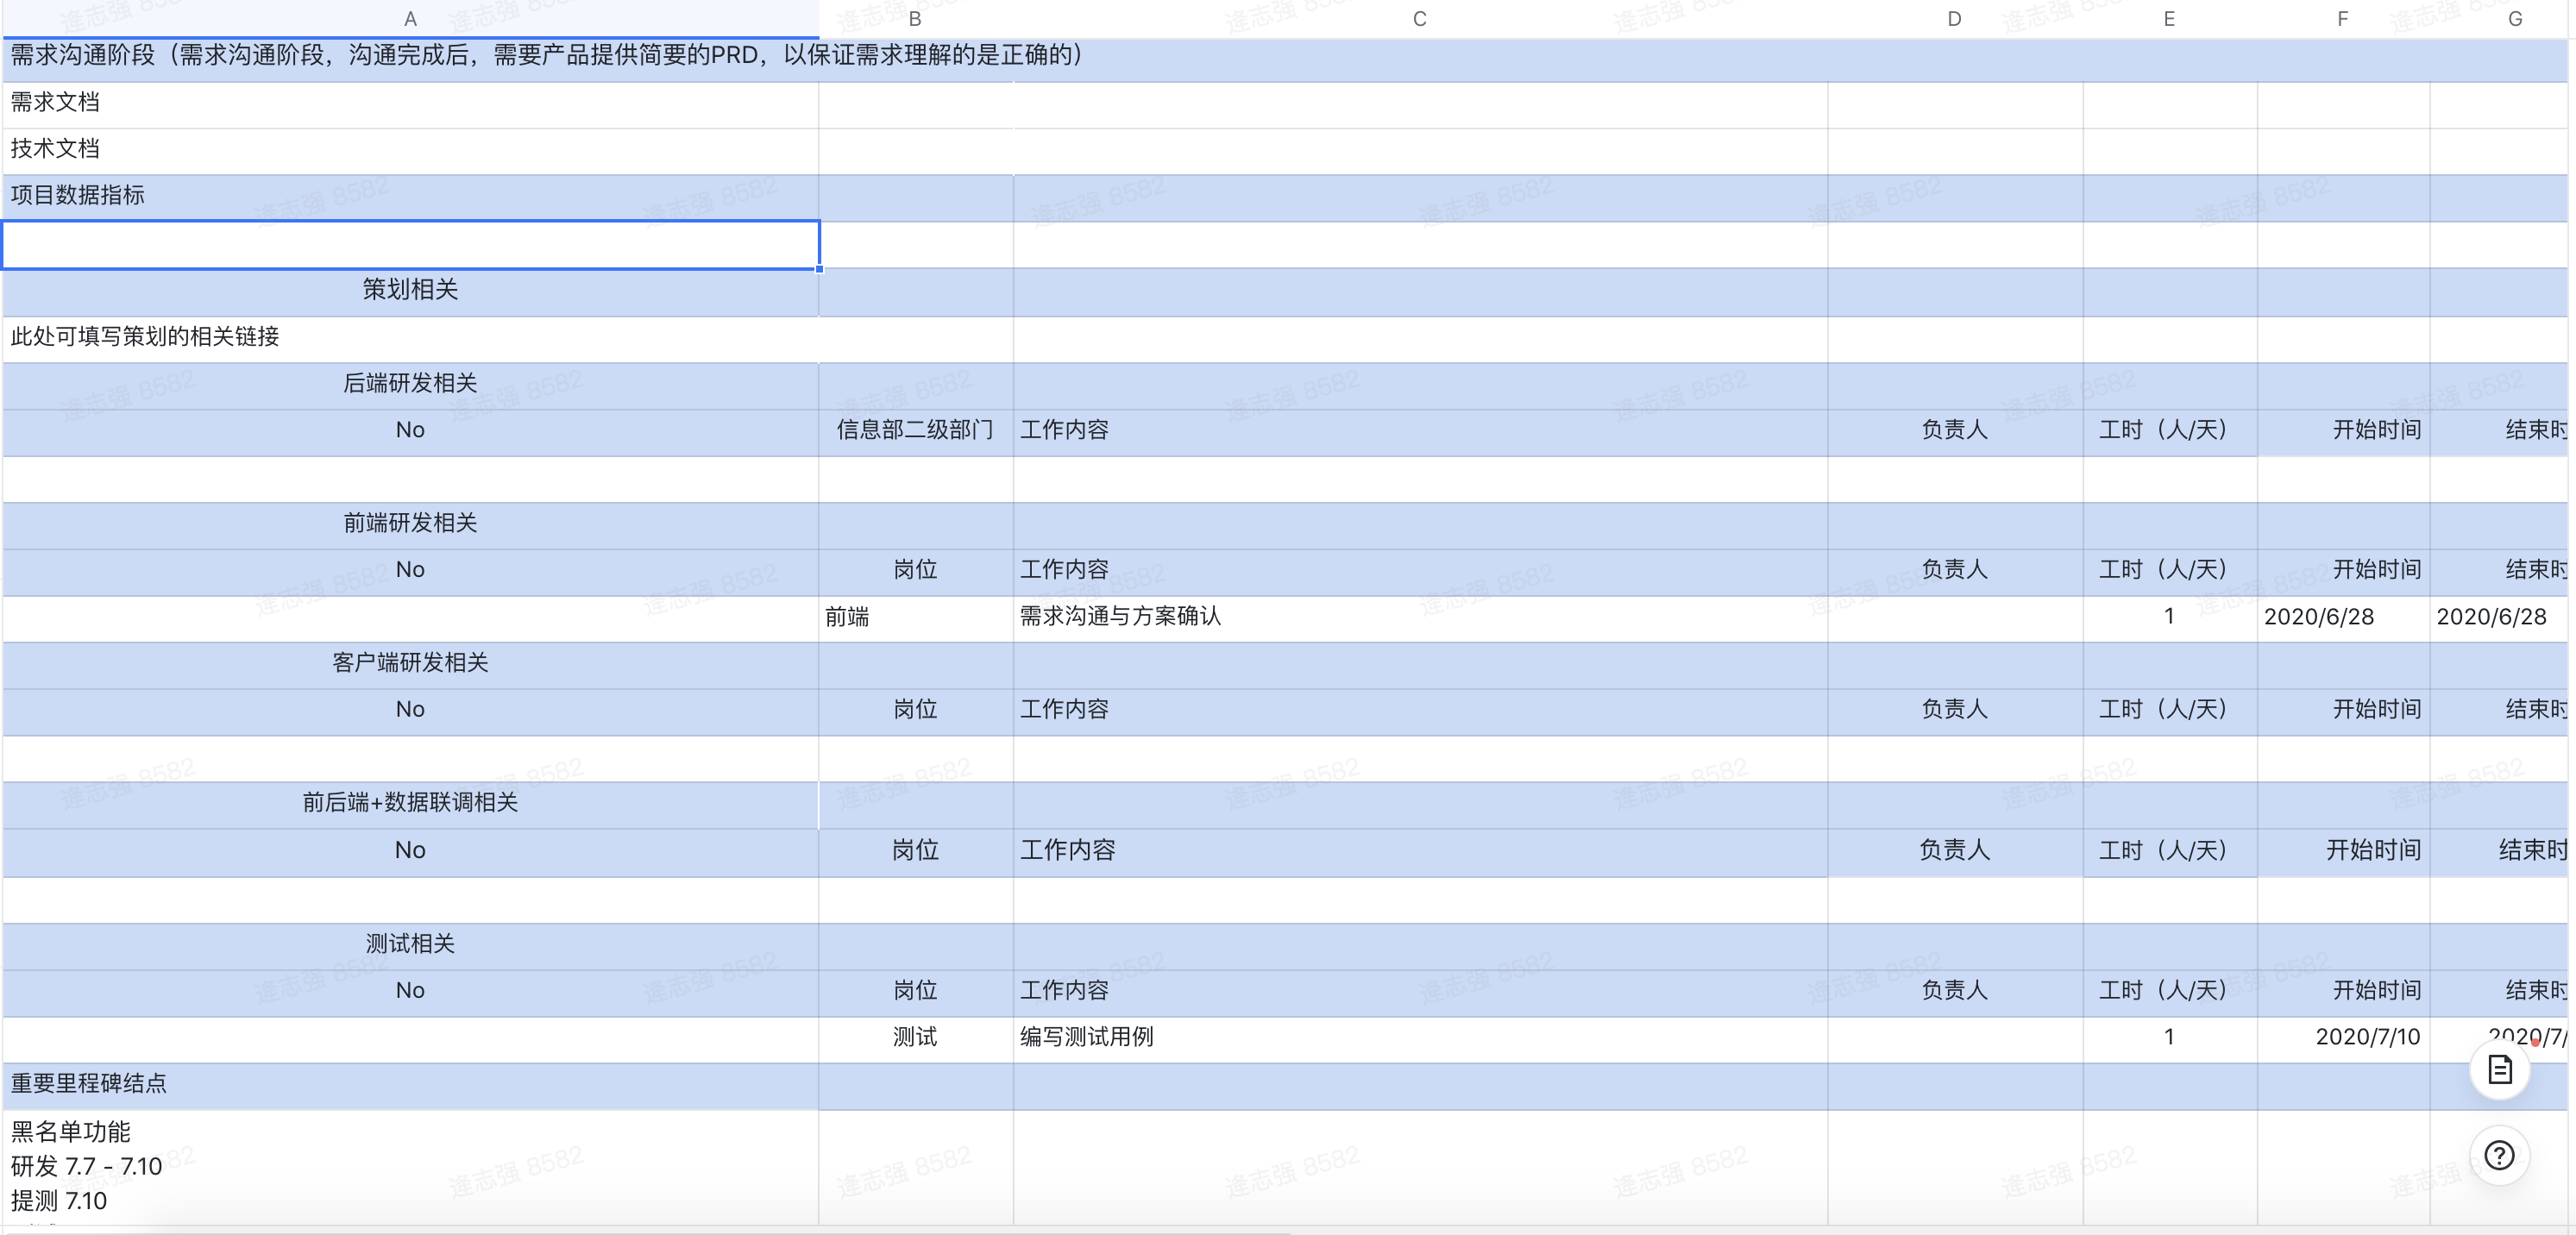 A B C D E F G
需求沟通阶段（需求沟通阶段，沟通完成后，需要产品提供简要的PRD，以保证需求理解的是正确的）
需求文档
技术文档
项目数据指标
策划相关
此处可填写策划的相关链接
后端研发相关
No 信息部二级部门 工作内容 负责人 工时（人/天） 开始时间 结束时
前端研发相关
No 岗位 工作内容 负责人 工时（人/天） 开始时间 结束时
前端 需求沟通与方案确认 1 2020/6/28 2020/6/28
客户端研发相关
No 岗位 工作内容 负责人 工时（人/天） 开始时间 结束时
前后端+数据联调相关
No 岗位 工作内容 负责人 工时（人/天） 开始时间 结束时
测试相关
No 岗位 工作内容 负责人 工时（人/天） 开始时间 结束时
测试 编写测试用例 1 2020/7/10 2020/7/
重要里程碑结点
黑名单功能
研发 7.7 - 7.10
提测 7.10
逄志强 8582